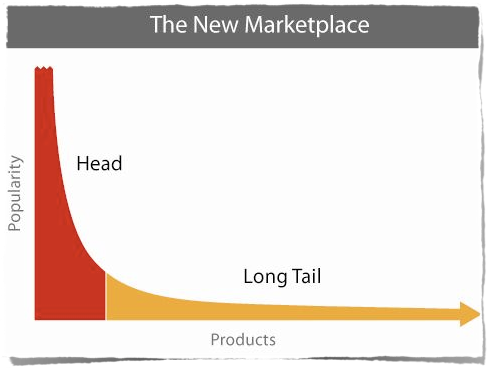 The New Marketplace
Head
Popularity
Long Tail
Products